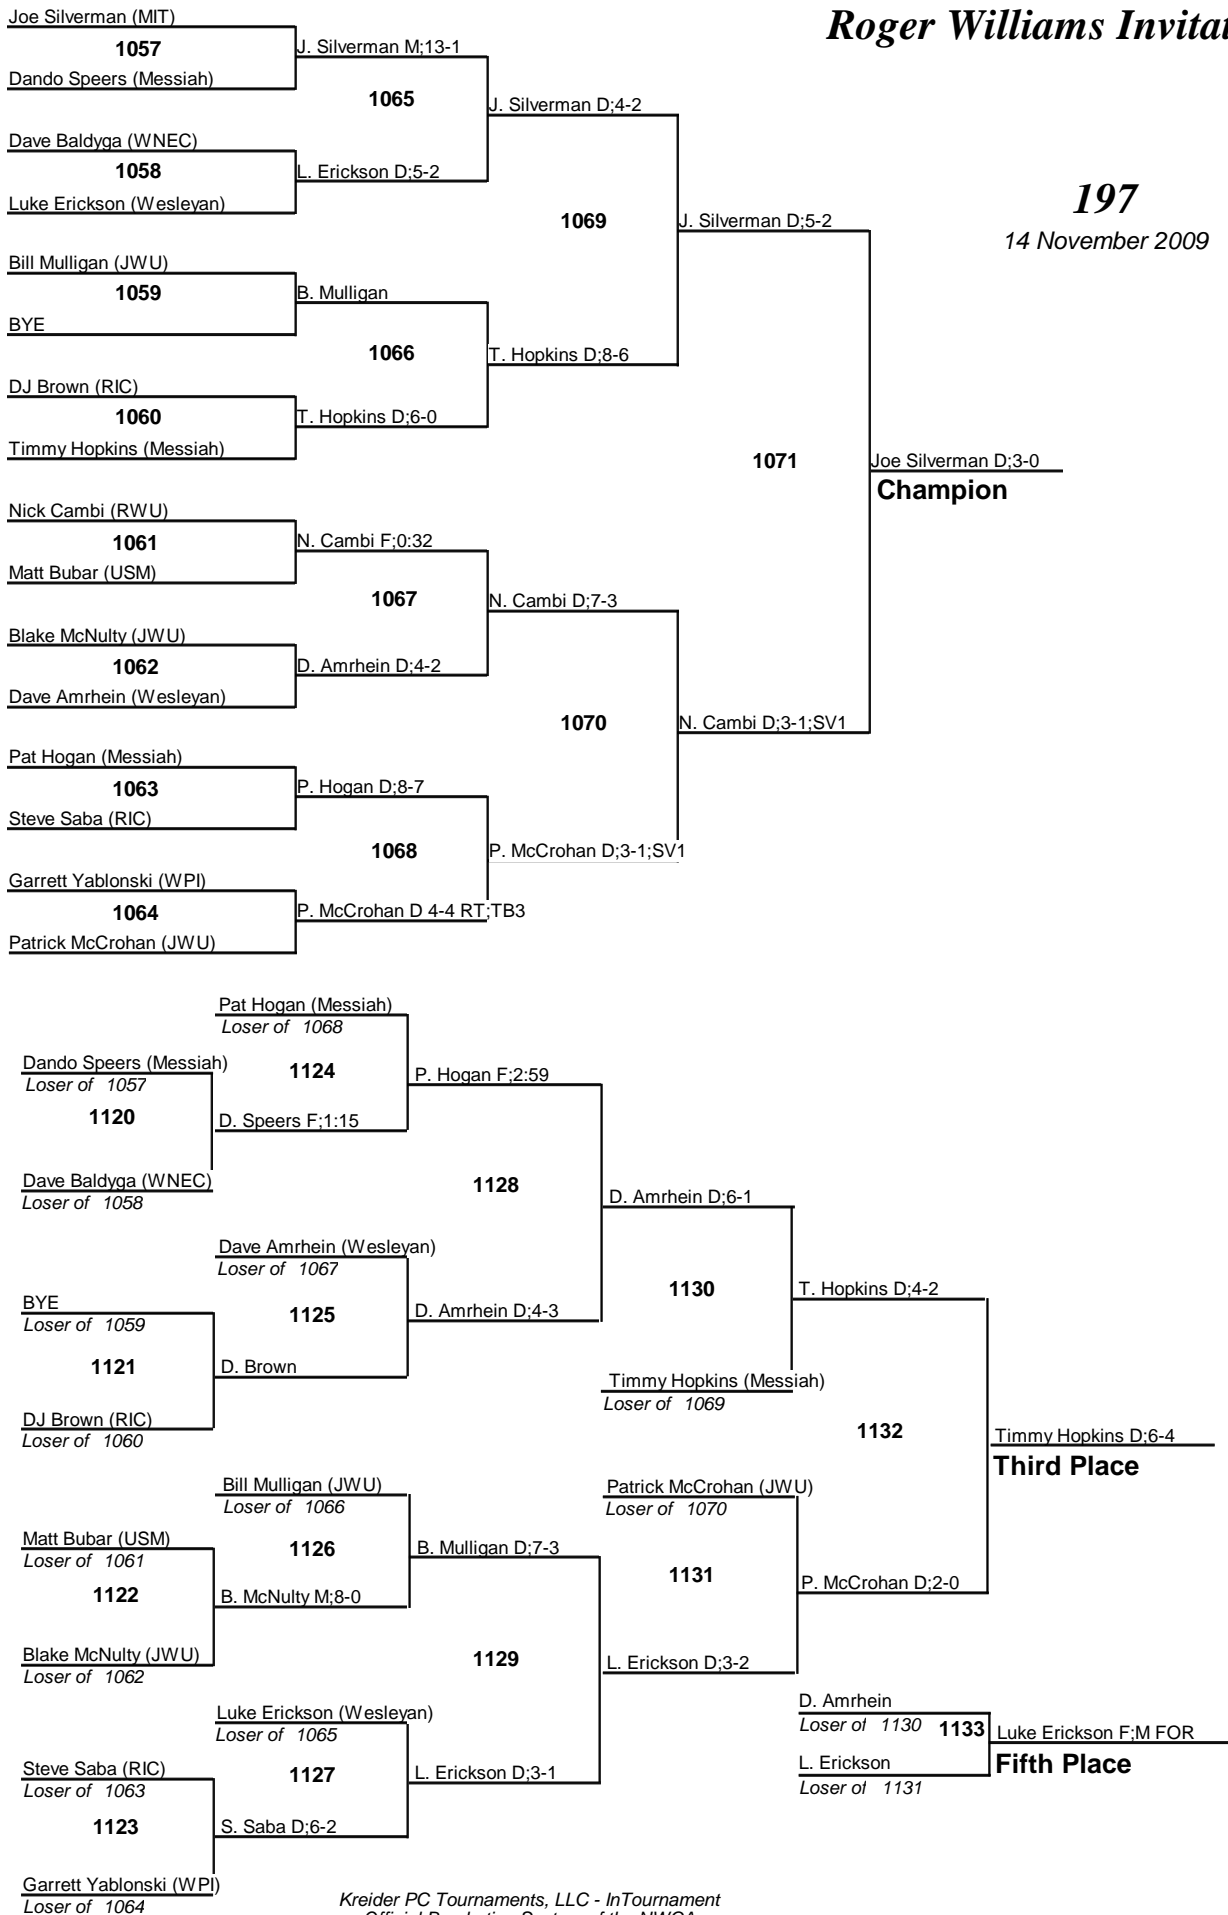 Joe Silverman (MIT)
Roger Williams Invitat
1057
J. Silverman M;13-1
Dando Speers (Messiah)
1065
J. Silverman D;4-2
Dave Baldyga (WNEC)
1058
L. Erickson D;5-2
Luke Erickson (Wesleyan)
197
1069
J. Silverman D;5-2
14 November 2009
Bill Mulligan (JWU)
1059
B. Mulligan
BYE
1066
T. Hopkins D;8-6
DJ Brown (RIC)
1060
T. Hopkins D;6-0
Timmy Hopkins (Messiah)
1071
Joe Silverman D;3-0
Champion
Nick Cambi (RWU)
1061
N. Cambi F;0:32
Matt Bubar (USM)
1067
N. Cambi D;7-3
Blake McNulty (JWU)
1062
D. Amrhein D;4-2
Dave Amrhein (Wesleyan)
1070
N. Cambi D;3-1;SV1
Pat Hogan (Messiah)
1063
P. Hogan D;8-7
Steve Saba (RIC)
1068
P. McCrohan D;3-1;SV1
Garrett Yablonski (WPI)
1064
P. McCrohan D 4-4 RT;TB3
Patrick McCrohan (JWU)
Pat Hogan (Messiah)
Loser of 1068
Dando Speers (Messiah)
Loser of 1057
1124
P. Hogan F;2:59
1120
D. Speers F;1:15
Dave Baldyga (WNEC)
Loser of 1058
1128
D. Amrhein D;6-1
Dave Amrhein (Wesleyan)
Loser of 1067
BYE
Loser of 1059
1125
D. Amrhein D;4-3
1130
T. Hopkins D;4-2
1121
D. Brown
Timmy Hopkins (Messiah)
Loser of 1069
DJ Brown (RIC)
Loser of 1060
1132
Timmy Hopkins D;6-4
Third Place
Bill Mulligan (JWU)
Loser of 1066
Patrick McCrohan (JWU)
Loser of 1070
Matt Bubar (USM)
Loser of 1061
1126
B. Mulligan D;7-3
1131
P. McCrohan D;2-0
1122
B. McNulty M;8-0
Blake McNulty (JWU)
Loser of 1062
1129
L. Erickson D;3-2
Luke Erickson (Wesleyan)
Loser of 1065
D. Amrhein
Loser of 1130
1133
Luke Erickson F;M FOR
Fifth Place
L. Erickson
Loser of 1131
Steve Saba (RIC)
Loser of 1063
1127
L. Erickson D;3-1
1123
S. Saba D;6-2
Garrett Yablonski (WPI)
Loser of 1064
Kreider PC Tournaments, LLC - InTournament